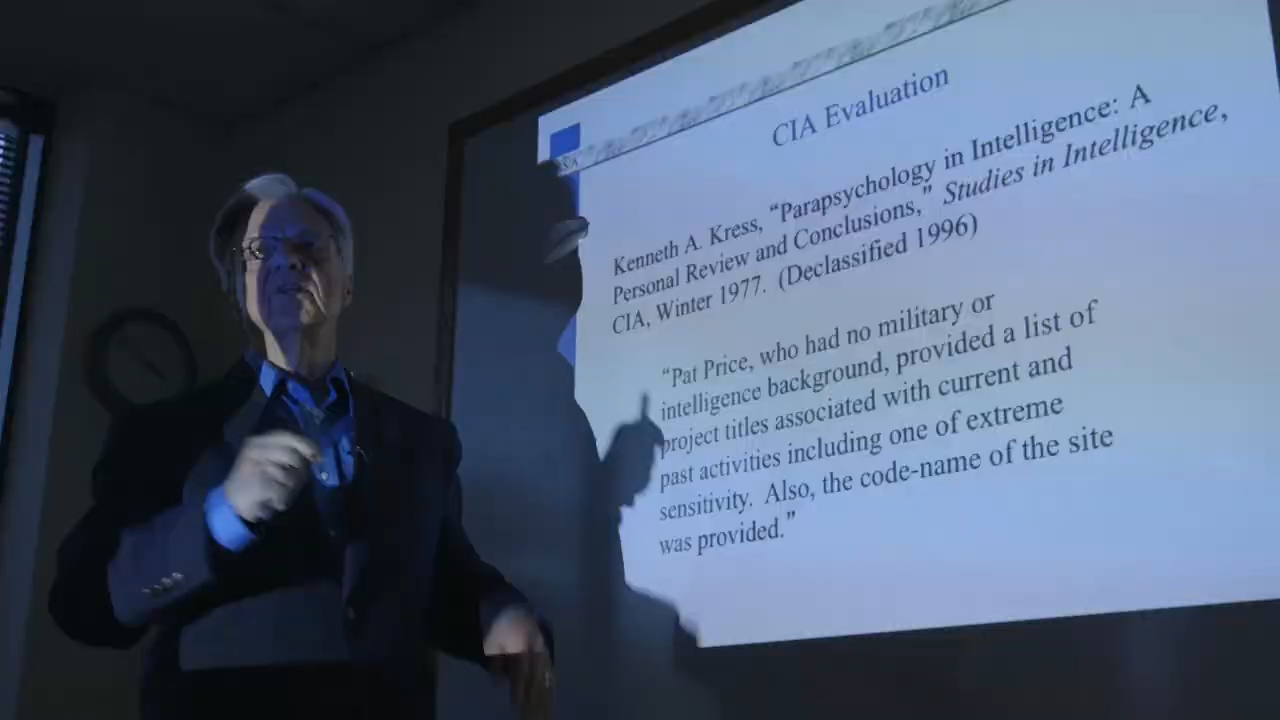 CIA Evaluation
Kenneth A. Kress, “Parapsychology in Intelligence: A
Personal Review and Conclusions,” Studies in Intelligence,
CIA, Winter 1977. (Declassified 1996)
“Pat Price, who had no military or
intelligence background, provided a list of
project titles associated with current and
past activities including one of extreme
sensitivity. Also, the code-name of the site
was provided.”